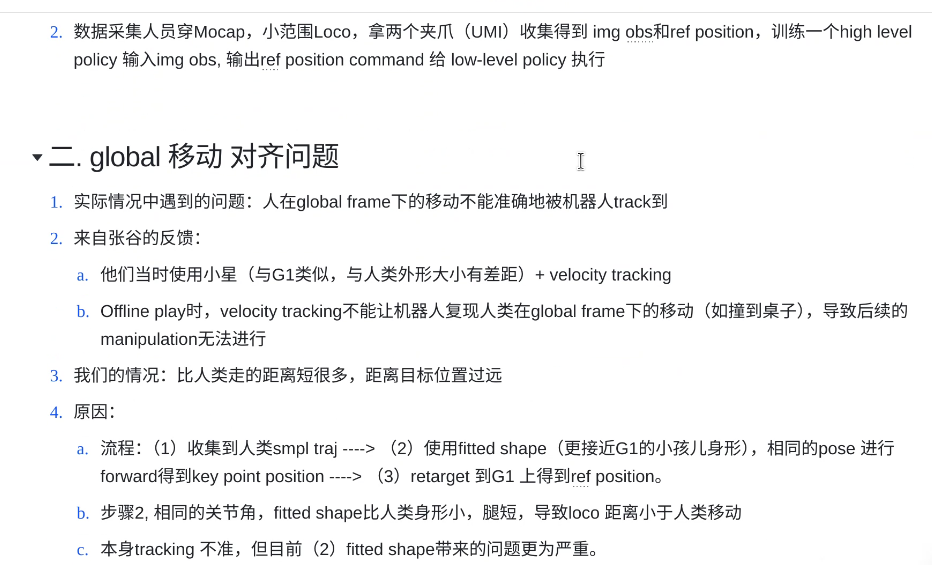 2. 数据采集人员穿Mocap，小范围Loco，拿两个夹爪（UMI）收集得到 img obs和ref position，训练一个high level
policy 输入img obs, 输出ref position command 给 low-level policy 执行
二. global 移动 对齐问题
1. 实际情况中遇到的问题：人在global frame下的移动不能准确地被机器人track到
2. 来自张谷的反馈：
a. 他们当时使用小星（与G1类似，与人类外形大小有差距）+ velocity tracking
b. Offline play时，velocity tracking不能让机器人复现人类在global frame下的移动（如撞到桌子），导致后续的
manipulation无法进行
3. 我们的情况：比人类走的距离短很多，距离目标位置过远
4. 原因：
a. 流程：（1）收集到人类smpl traj ----> （2）使用fitted shape（更接近G1的小孩儿身形），相同的pose 进行
forward得到key point position ----> （3）retarget 到G1 上得到ref position。
b. 步骤2, 相同的关节角，fitted shape比人类身形小，腿短，导致loco 距离小于人类移动
c. 本身tracking 不准，但目前（2）fitted shape带来的问题更为严重。